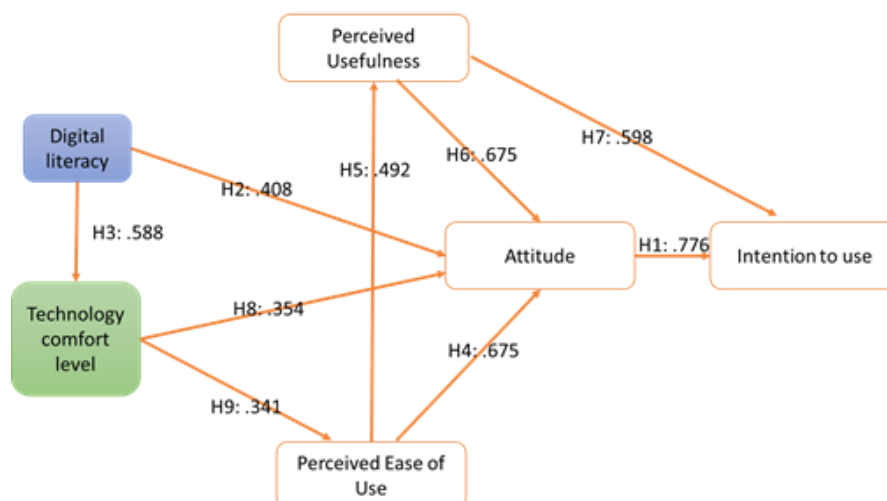 Perceived
Usefulness
Digital
literacy
H7: .598
H6: .675
H5: .492
H2: .408
H3: .588
Attitude
H1: .776
Intention to use
Technology
comfort
level
H8: .354
H4: .675
H9: .341
Perceived Ease of
Use